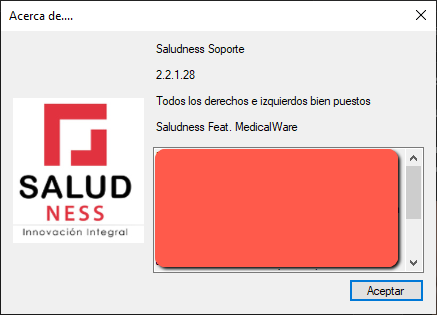 Acerca de....
Saludness Soporte
2.2.1.28
Todos los derechos e izquierdos bien puestos
Saludness Feat. MedicalWare
SALUD
NESS
Innovación Integral
Aceptar